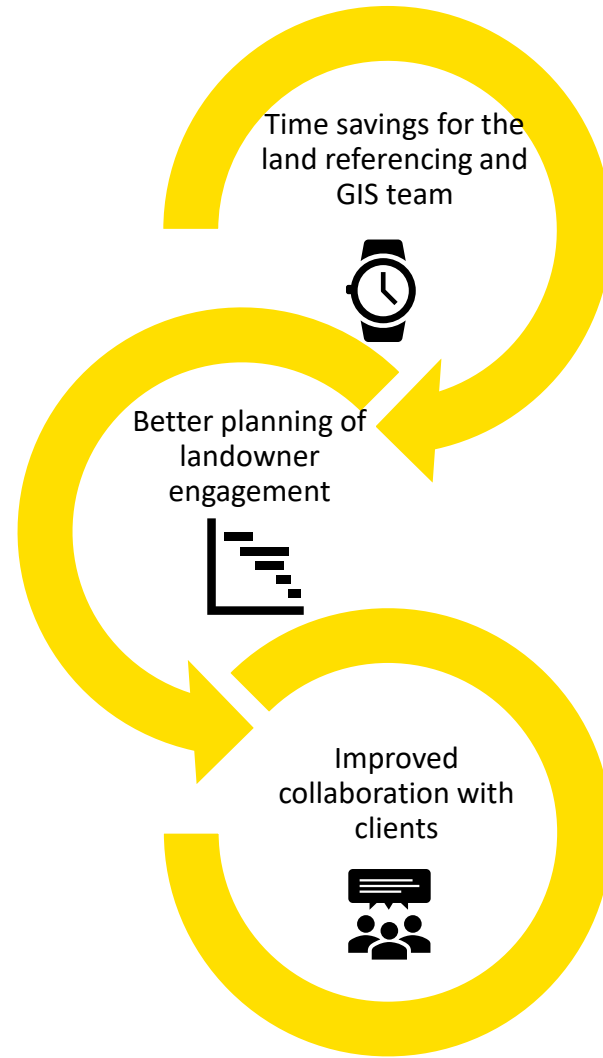 Time savings for the
land referencing and
GIS team
Better planning of
landowner
engagement
Improved
collaboration with
clients